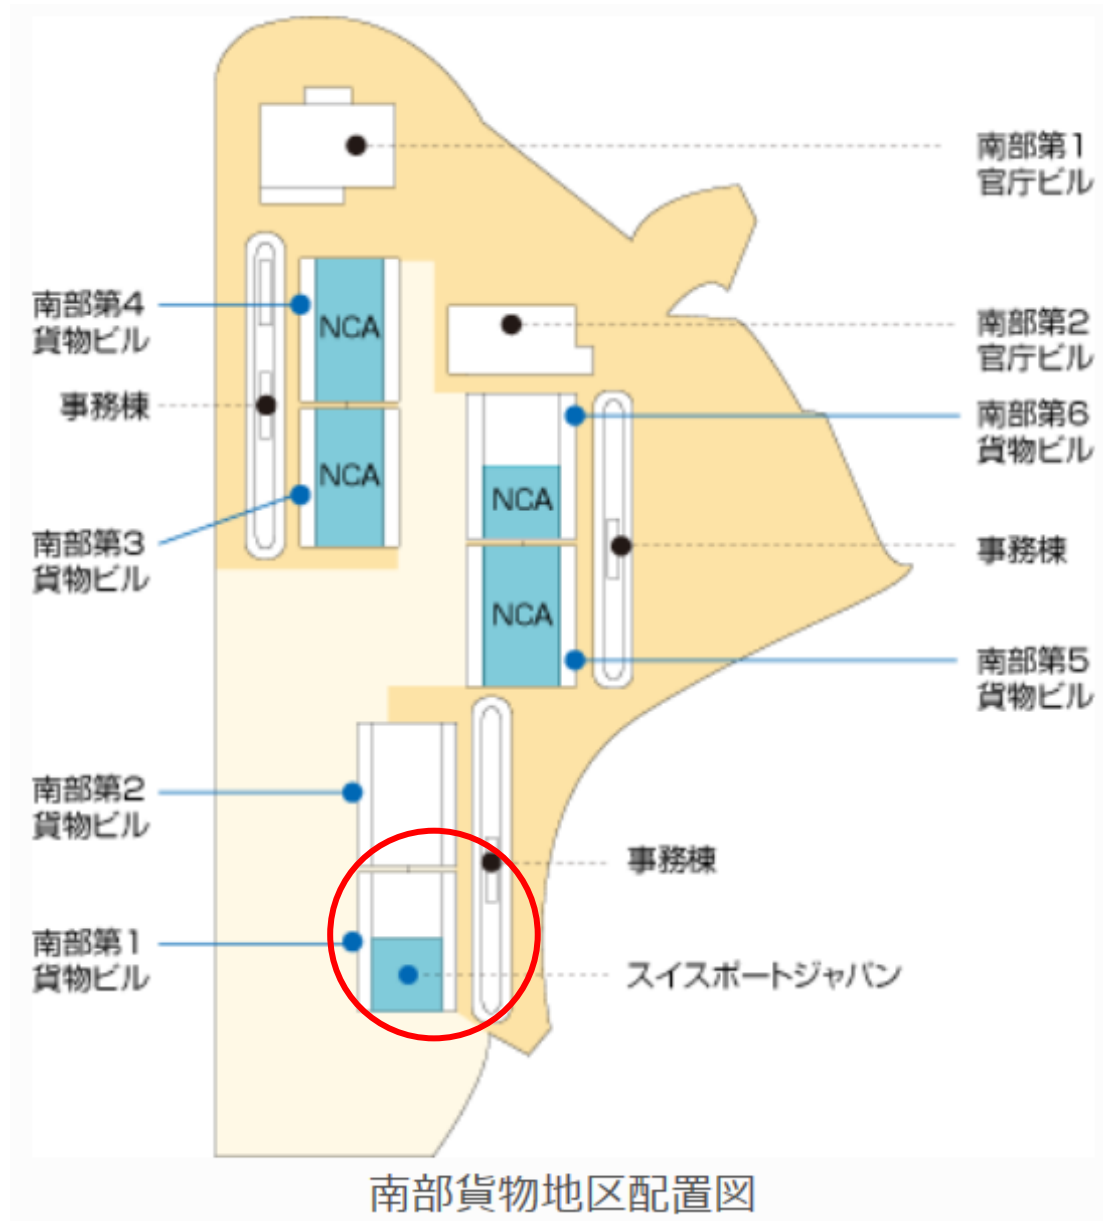 南部第1
官庁ビル
南部第4
貨物ビル
NCA
南部第2
官庁ビル
事務棟
南部第6
貨物ビル
NCA
NCA
南部第3
貨物ビル
事務棟
NCA
南部第5
貨物ビル
南部第2
貨物ビル
事務棟
南部第1
貨物ビル
スイスポートジャパン
南部貨物地区配置図